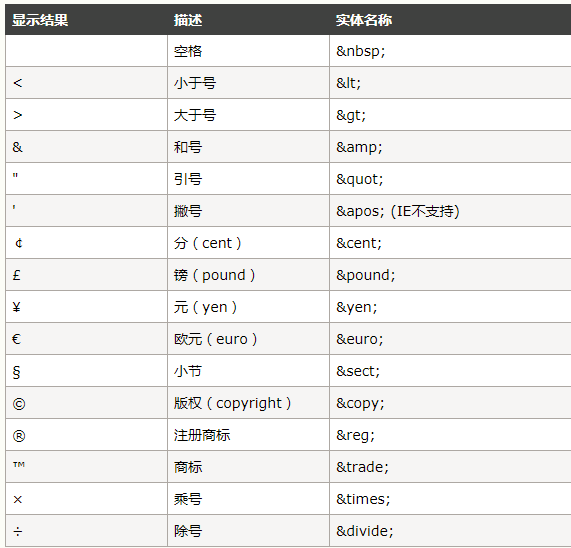 显示结果 描述 实体名称
空格 &nbsp;
< 小于号 &lt;
> 大于号 &gt;
& 和号 &amp;
" 引号 &quot;
' 撇号 &apos; (IE不支持)
¢ 分（cent） &cent;
£ 镑（pound） &pound;
¥ 元（yen） &yen;
€ 欧元（euro） &euro;
§ 小节 &sect;
© 版权（copyright） &copy;
® 注册商标 &reg;
™ 商标 &trade;
× 乘号 &times;
÷ 除号 &divide;